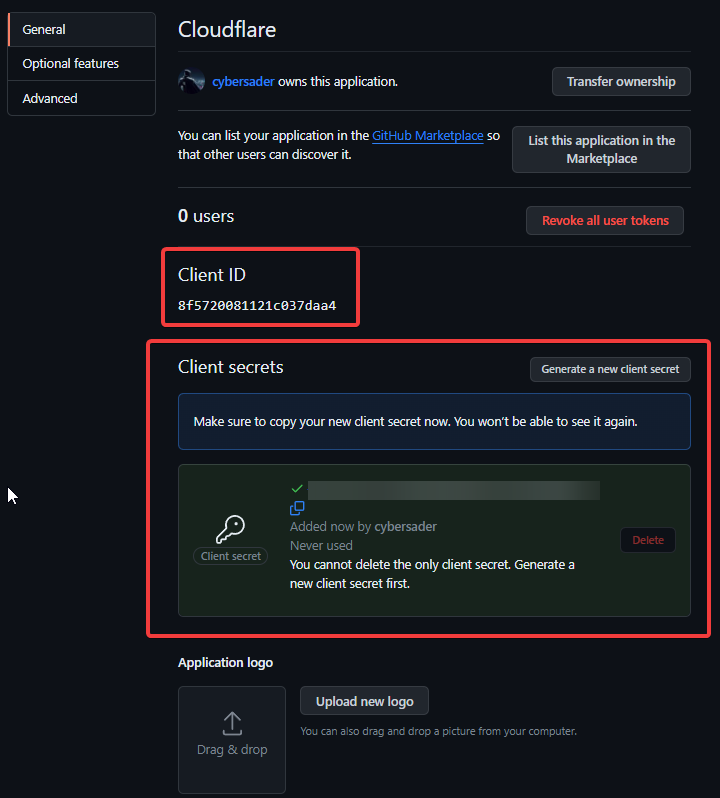 General
Optional features
Advanced
Cloudflare
cybersader owns this application.
Transfer ownership
You can list your application in the GitHub Marketplace so
that other users can discover it.
List this application in the
Marketplace
0 users
Revoke all user tokens
Client ID
8f5720081121c037daa4
Client secrets
Generate a new client secret
Make sure to copy your new client secret now. You won’t be able to see it again.
Client secret
Added now by cybersader
Never used
You cannot delete the only client secret. Generate a
new client secret first.
Delete
Application logo
Drag & drop
Upload new logo
You can also drag and drop a picture from your computer.